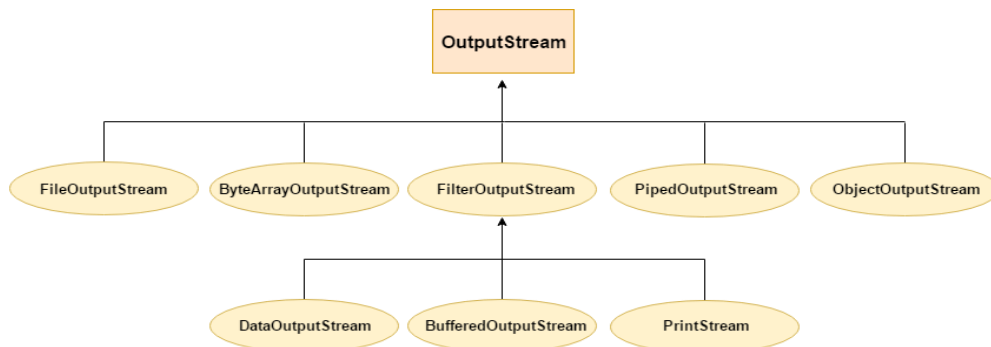 OutputStream
FileOutputStream
ByteArrayOutputStream
FilterOutputStream
PipedOutputStream
ObjectOutputStream
DataOutputStream
BufferedOutputStream
PrintStream